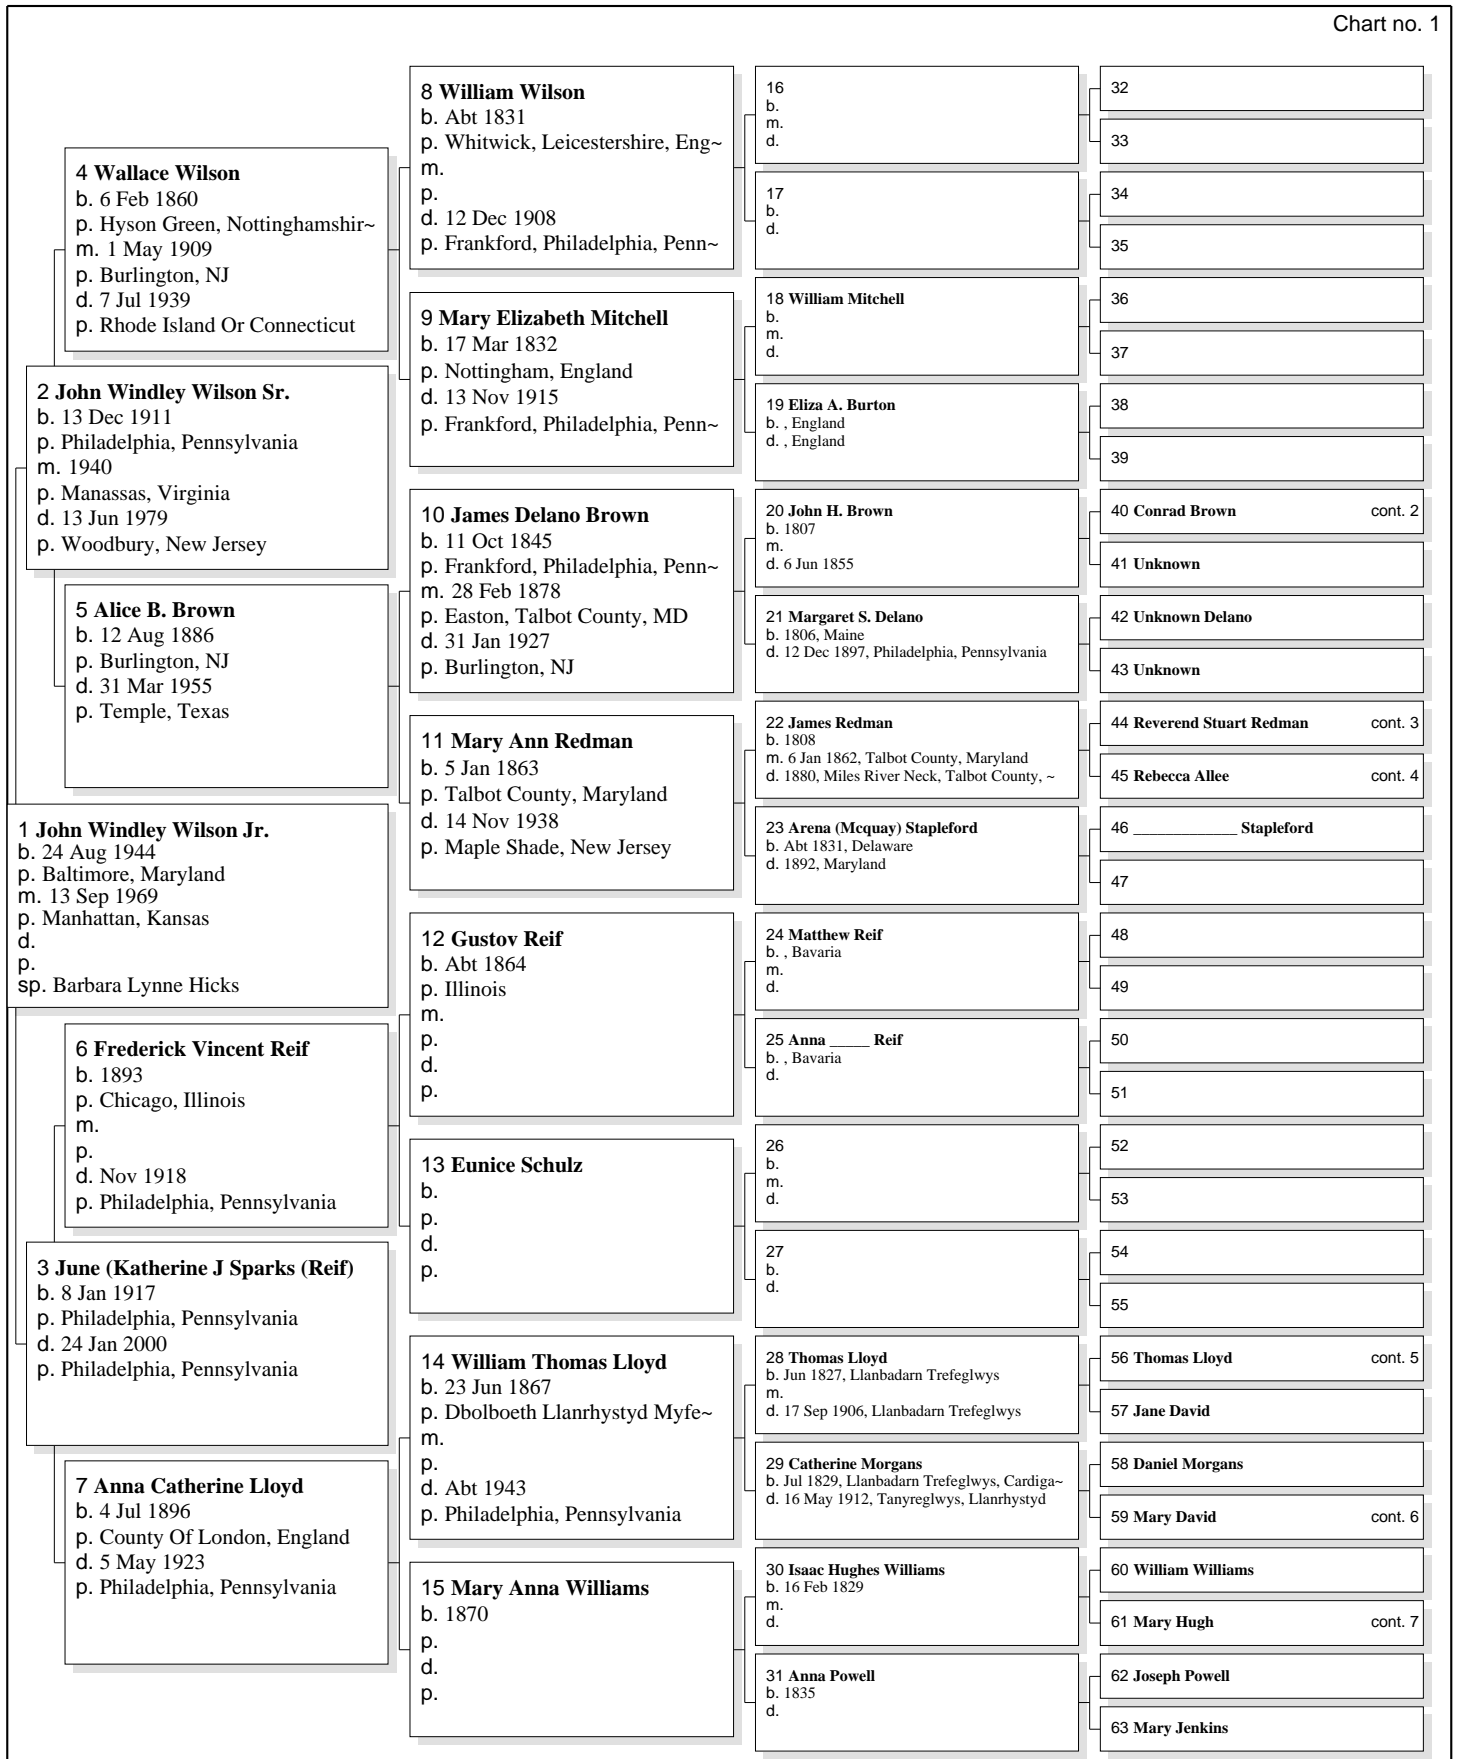 Chart no. 1
8 William Wilson
b. Abt 1831
p. Whitwick, Leicestershire, Eng~
m.
p.
d. 12 Dec 1908
p. Frankford, Philadelphia, Penn~
16
b.
m.
d.
32
33
4 Wallace Wilson
b. 6 Feb 1860
p. Hyson Green, Nottinghamshir~
m. 1 May 1909
p. Burlington, NJ
d. 7 Jul 1939
p. Rhode Island Or Connecticut
17
b.
d.
34
35
9 Mary Elizabeth Mitchell
b. 17 Mar 1832
p. Nottingham, England
d. 13 Nov 1915
p. Frankford, Philadelphia, Penn~
18 William Mitchell
b.
m.
d.
36
37
2 John Windley Wilson Sr.
b. 13 Dec 1911
p. Philadelphia, Pennsylvania
m. 1940
p. Manassas, Virginia
d. 13 Jun 1979
p. Woodbury, New Jersey
19 Eliza A. Burton
b. , England
d. , England
38
39
10 James Delano Brown
b. 11 Oct 1845
p. Frankford, Philadelphia, Penn~
m. 28 Feb 1878
p. Easton, Talbot County, MD
d. 31 Jan 1927
p. Burlington, NJ
20 John H. Brown
b. 1807
m.
d. 6 Jun 1855
40 Conrad Brown cont. 2
41 Unknown
5 Alice B. Brown
b. 12 Aug 1886
p. Burlington, NJ
d. 31 Mar 1955
p. Temple, Texas
21 Margaret S. Delano
b. 1806, Maine
d. 12 Dec 1897, Philadelphia, Pennsylvania
42 Unknown Delano
43 Unknown
11 Mary Ann Redman
b. 5 Jan 1863
p. Talbot County, Maryland
d. 14 Nov 1938
p. Maple Shade, New Jersey
22 James Redman
b. 1808
m. 6 Jan 1862, Talbot County, Maryland
d. 1880, Miles River Neck, Talbot County, ~
44 Reverend Stuart Redman cont. 3
45 Rebecca Allee cont. 4
1 John Windley Wilson Jr.
b. 24 Aug 1944
p. Baltimore, Maryland
m. 13 Sep 1969
p. Manhattan, Kansas
d.
p.
sp. Barbara Lynne Hicks
23 Arena (Mcquay) Stapleford
b. Abt 1831, Delaware
d. 1892, Maryland
46 _____________ Stapleford
47
12 Gustov Reif
b. Abt 1864
p. Illinois
m.
p.
d.
p.
24 Matthew Reif
b. , Bavaria
m.
d.
48
49
6 Frederick Vincent Reif
b. 1893
p. Chicago, Illinois
m.
p.
d. Nov 1918
p. Philadelphia, Pennsylvania
25 Anna _____ Reif
b. , Bavaria
d.
50
51
13 Eunice Schulz
b.
p.
d.
p.
26
b.
m.
d.
52
53
3 June (Katherine J Sparks (Reif)
b. 8 Jan 1917
p. Philadelphia, Pennsylvania
d. 24 Jan 2000
p. Philadelphia, Pennsylvania
27
b.
d.
54
55
14 William Thomas Lloyd
b. 23 Jun 1867
p. Dbolboeth Llanrhystyd Myfe~
m.
p.
d. Abt 1943
p. Philadelphia, Pennsylvania
28 Thomas Lloyd
b. Jun 1827, Llanbadarn Trefeglwys
m.
d. 17 Sep 1906, Llanbadarn Trefeglwys
56 Thomas Lloyd cont. 5
57 Jane David
7 Anna Catherine Lloyd
b. 4 Jul 1896
p. County Of London, England
d. 5 May 1923
p. Philadelphia, Pennsylvania
29 Catherine Morgans
b. Jul 1829, Llanbadarn Trefeglwys, Cardiga~
d. 16 May 1912, Tanyreglwys, Llanrhystyd
58 Daniel Morgans
59 Mary David cont. 6
15 Mary Anna Williams
b. 1870
p.
d.
p.
30 Isaac Hughes Williams
b. 16 Feb 1829
m.
d.
60 William Williams
61 Mary Hugh cont. 7
31 Anna Powell
b. 1835
d.
62 Joseph Powell
63 Mary Jenkins